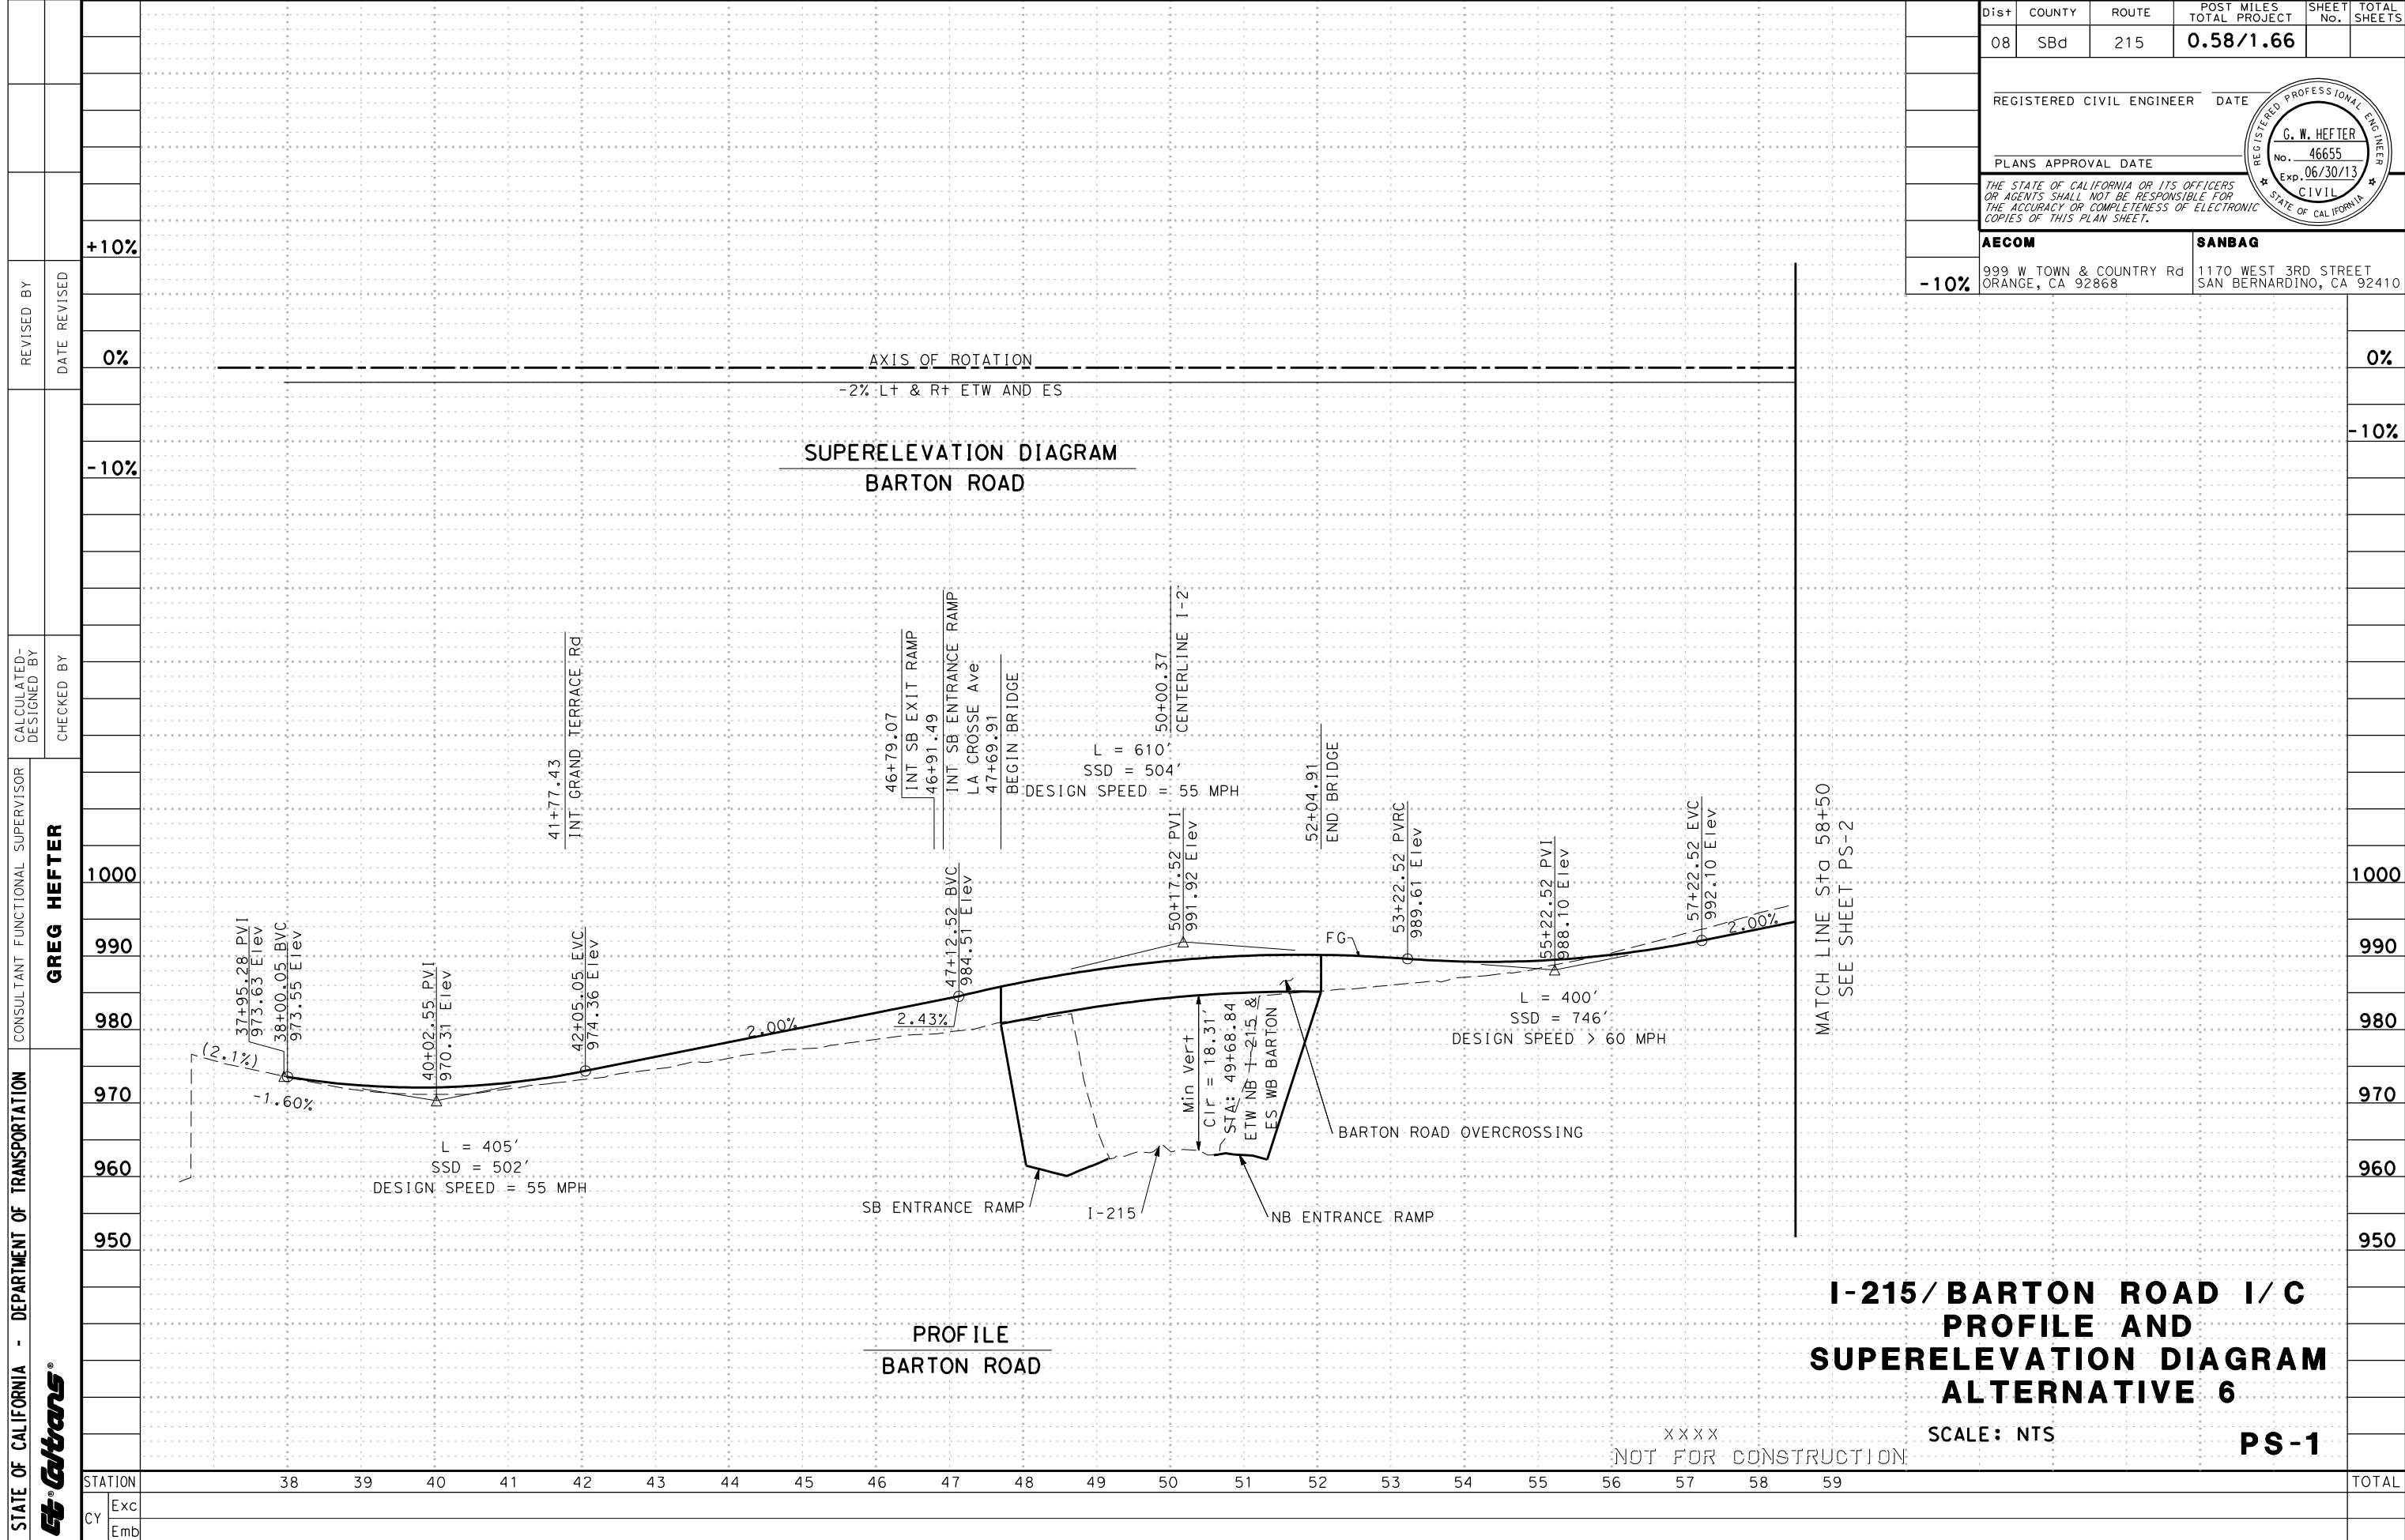 Dist COUNTY ROUTE POST MILES TOTAL PROJECT SHEET No. TOTAL SHEETS
08 SBd 215 0.58/1.66
REGISTERED CIVIL ENGINEER DATE
PLANS APPROVAL DATE
REGISTERED PROFESSIONAL ENGINEER
G. W. HEFTER
No. 46655
Exp. 06/30/13
CIVIL
STATE OF CALIFORNIA
THE STATE OF CALIFORNIA OR ITS OFFICERS
OR AGENTS SHALL NOT BE RESPONSIBLE FOR
THE ACCURACY OR COMPLETENESS OF ELECTRONIC
COPIES OF THIS PLAN SHEET.
AECOM
999 W TOWN & COUNTRY Rd
ORANGE, CA 92868
SANBAG
1170 WEST 3RD STREET
SAN BERNARDINO, CA 92410
REVISED BY
DATE REVISED
CALCULATED-
DESIGNED BY
CHECKED BY
CONSULTANT FUNCTIONAL SUPERVISOR
GREG HEFTER
STATE OF CALIFORNIA - DEPARTMENT OF TRANSPORTATION
Et Caltrans
+10%
0%
-10%
-10%
0%
-10%
AXIS OF ROTATION
-2% Lt & Rt ETW AND ES
SUPERELEVATION DIAGRAM
BARTON ROAD
41+77.43
INT GRAND TERRACE Rd
46+79.07
INT SB EXIT RAMP
46+91.49
INT SB ENTRANCE RAMP
LA CROSSE Ave
47+69.91
BEGIN BRIDGE
50+00.37
CENTERLINE I-2
L = 610'
SSD = 504'
DESIGN SPEED = 55 MPH
52+04.91
END BRIDGE
1000
990
980
970
960
950
1000
990
980
970
960
950
37+95.28 PVI
973.63 Elev
38+00.05 BVC
973.55 Elev
40+02.55 PVI
970.31 Elev
42+05.05 EVC
974.36 Elev
47+12.52 BVC
984.51 Elev
50+17.52 PVI
991.92 Elev
53+22.52 PVRC
989.61 Elev
55+22.52 PVI
988.10 Elev
57+22.52 EVC
992.10 Elev
MATCH LINE Sta 58+50
SEE SHEET PS-2
(2.1%)
-1.60%
2.00%
2.43%
FG
2.00%
L = 405'
SSD = 502'
DESIGN SPEED = 55 MPH
L = 400'
SSD = 746'
DESIGN SPEED > 60 MPH
Min Vert
Clr = 18.31'
STA: 49+68.84
ETW NB I-215 &
ES WB BARTON
BARTON ROAD OVERCROSSING
SB ENTRANCE RAMP
I-215
NB ENTRANCE RAMP
PROFILE
BARTON ROAD
I-215/BARTON ROAD I/C
PROFILE AND
SUPERELEVATION DIAGRAM
ALTERNATIVE 6
SCALE: NTS
PS-1
XXXX
NOT FOR CONSTRUCTION
STATION 38 39 40 41 42 43 44 45 46 47 48 49 50 51 52 53 54 55 56 57 58 59 TOTAL
CY
Exc
Emb